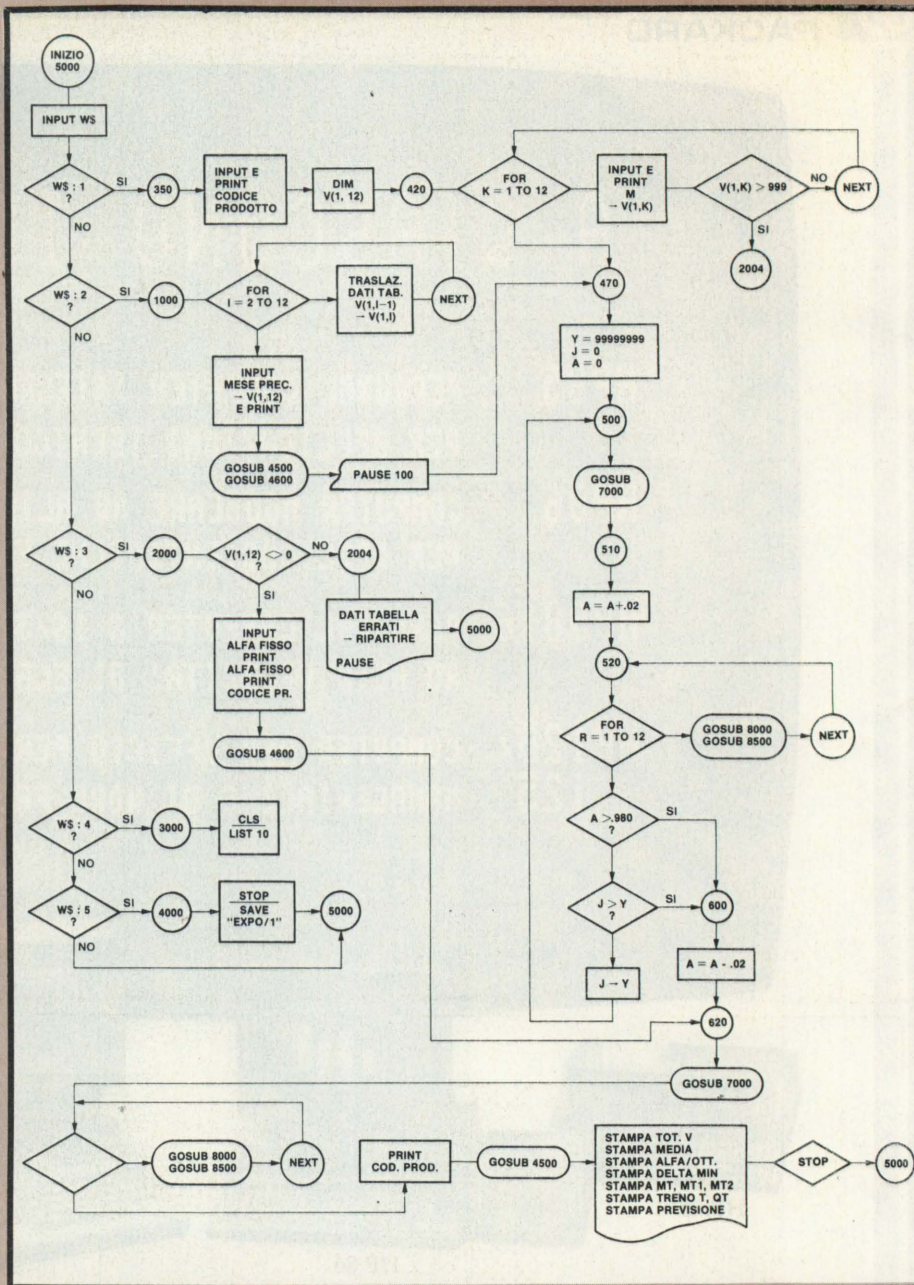 PACKARD
INIZIO
5000
INPUT W$
W$ : 1
?
SI
NO
350
INPUT E
PRINT
CODICE
PRODOTTO
DIM
V(1, 12)
420
FOR
K = 1 TO 12
INPUT E
PRINT
M
→ V(1,K)
V(1,K) > 999
NO
NEXT
SI
2004
W$ : 2
?
SI
NO
1000
FOR
I = 2 TO 12
TRASLAZ.
DATI TAB.
V(1,I−1)
→ V(1,I)
NEXT
INPUT
MESE PREC.
→ V(1,12)
E PRINT
GOSUB 4500
GOSUB 4600
PAUSE 100
470
Y = 99999999
J = 0
A = 0
500
GOSUB
7000
510
A = A+.02
520
FOR
R = 1 TO 12
GOSUB 8000
GOSUB 8500
NEXT
A >.980
?
SI
J > Y
?
SI
600
A = A - .02
J → Y
620
GOSUB 7000
W$ : 3
?
SI
NO
2000
V(1,12) <> 0
?
NO
SI
2004
DATI TABELLA
ERRATI
→ RIPARTIRE
PAUSE
5000
INPUT
ALFA FISSO
PRINT
ALFA FISSO
PRINT
CODICE PR.
GOSUB 4600
W$ : 4
?
SI
NO
3000
CLS
LIST 10
W$ : 5
?
SI
NO
4000
STOP
SAVE
"EXPO/1"
5000
GOSUB 8000
GOSUB 8500
NEXT
PRINT
COD. PROD.
GOSUB 4500
STAMPA TOT. V
STAMPA MEDIA
STAMPA ALFA/OTT.
STAMPA DELTA MIN
STAMPA MT, MT1, MT2
STAMPA TRENO T, QT
STAMPA PREVISIONE
STOP
5000